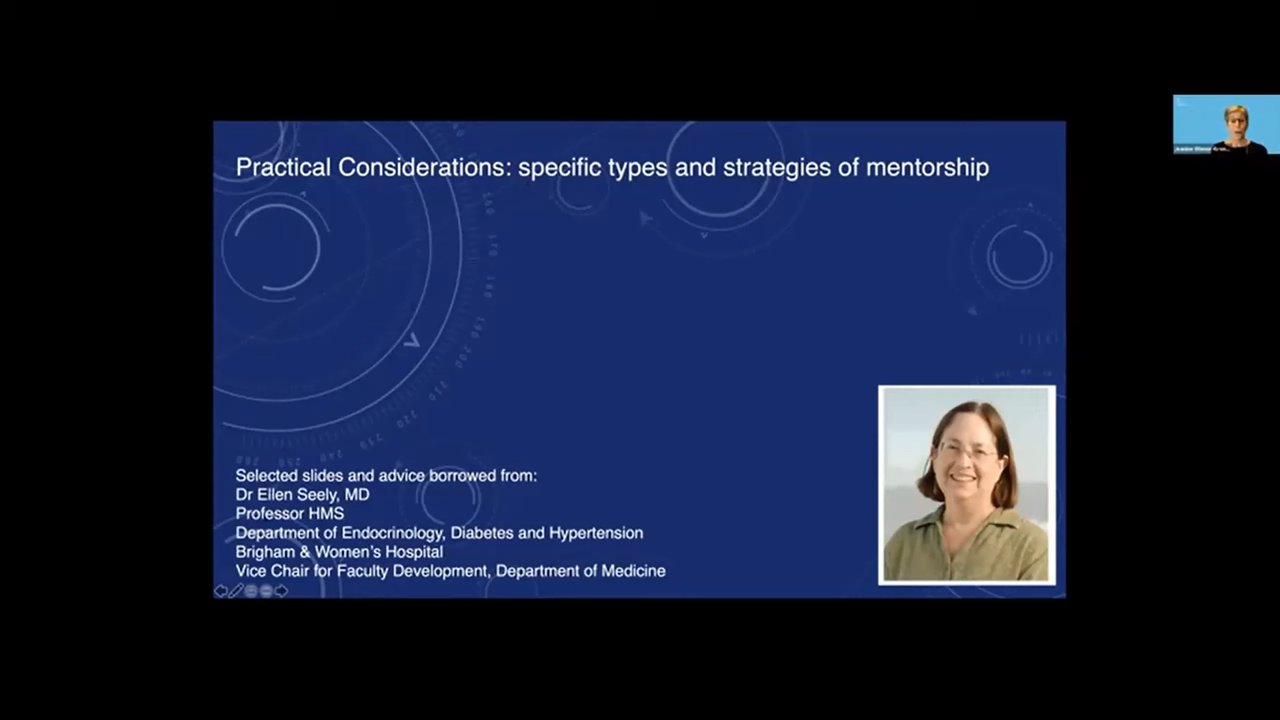 Practical Considerations: specific types and strategies of mentorship
Selected slides and advice borrowed from:
Dr Ellen Seely, MD
Professor HMS
Department of Endocrinology, Diabetes and Hypertension
Brigham & Women's Hospital
Vice Chair for Faculty Development, Department of Medicine